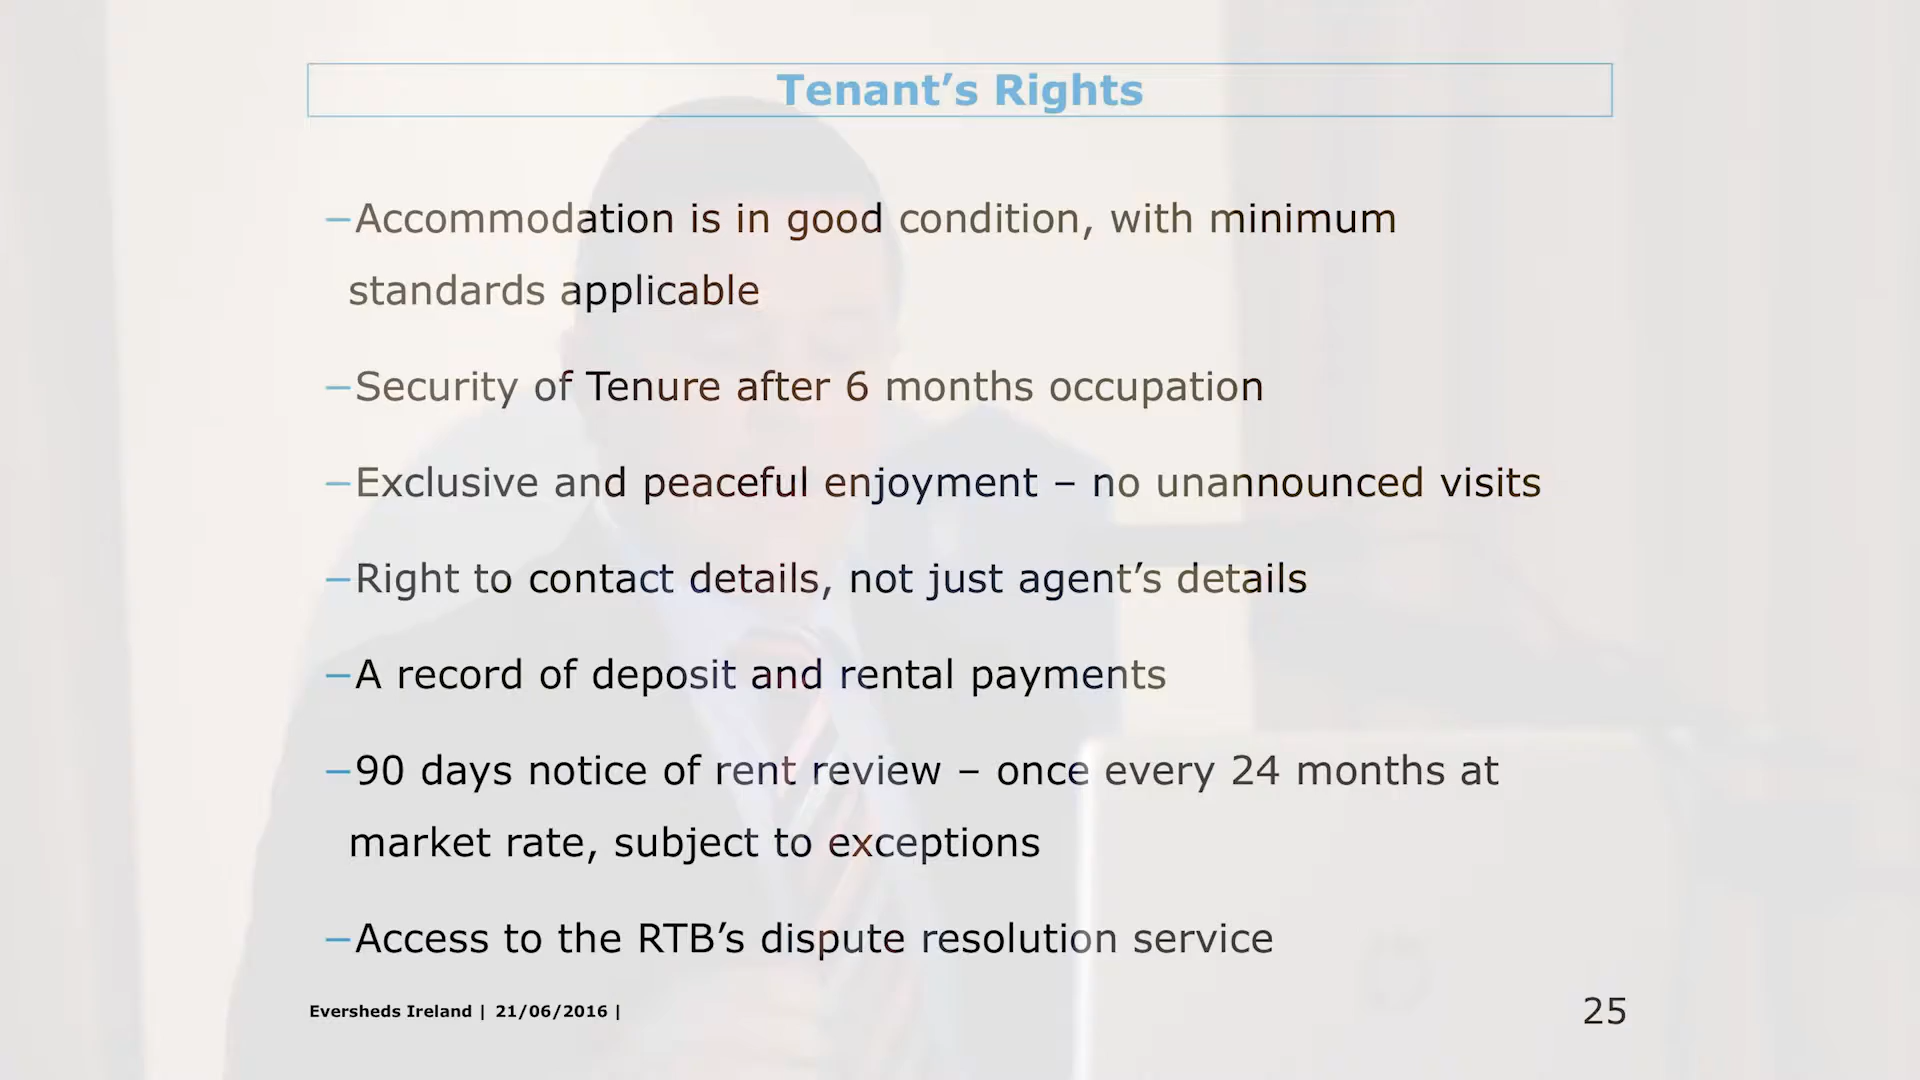 Tenant’s Rights
–Accommodation is in good condition, with minimum
standards applicable
–Security of Tenure after 6 months occupation
–Exclusive and peaceful enjoyment – no unannounced visits
–Right to contact details, not just agent’s details
–A record of deposit and rental payments
–90 days notice of rent review – once every 24 months at
market rate, subject to exceptions
–Access to the RTB’s dispute resolution service
Eversheds Ireland | 21/06/2016 |
25